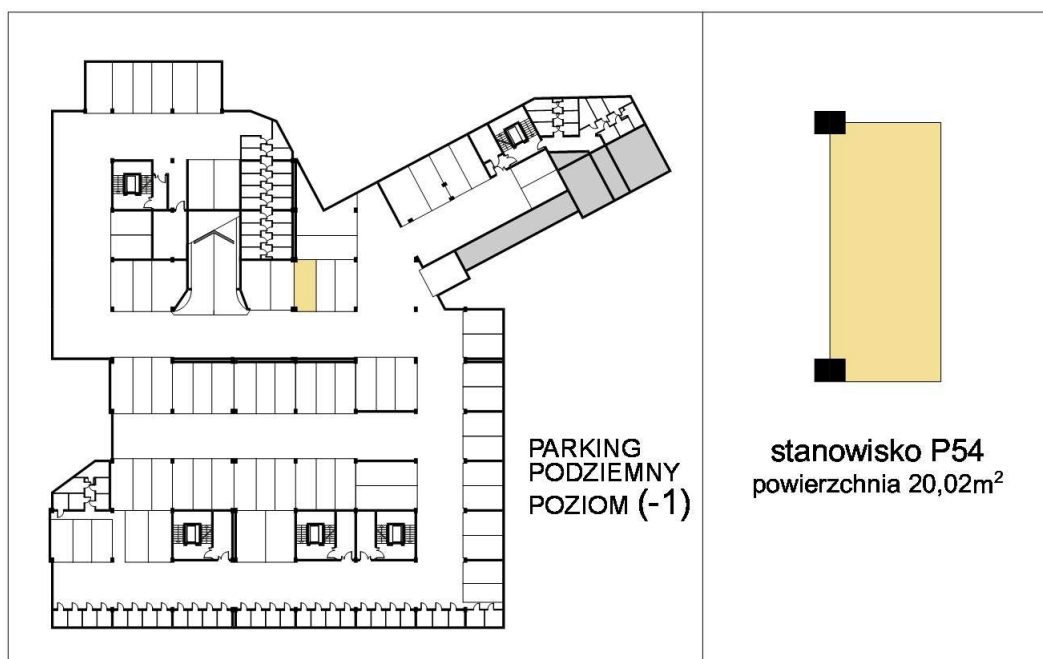 PARKING
PODZIEMNY
POZIOM (-1)
stanowisko P54
powierzchnia 20,02m²